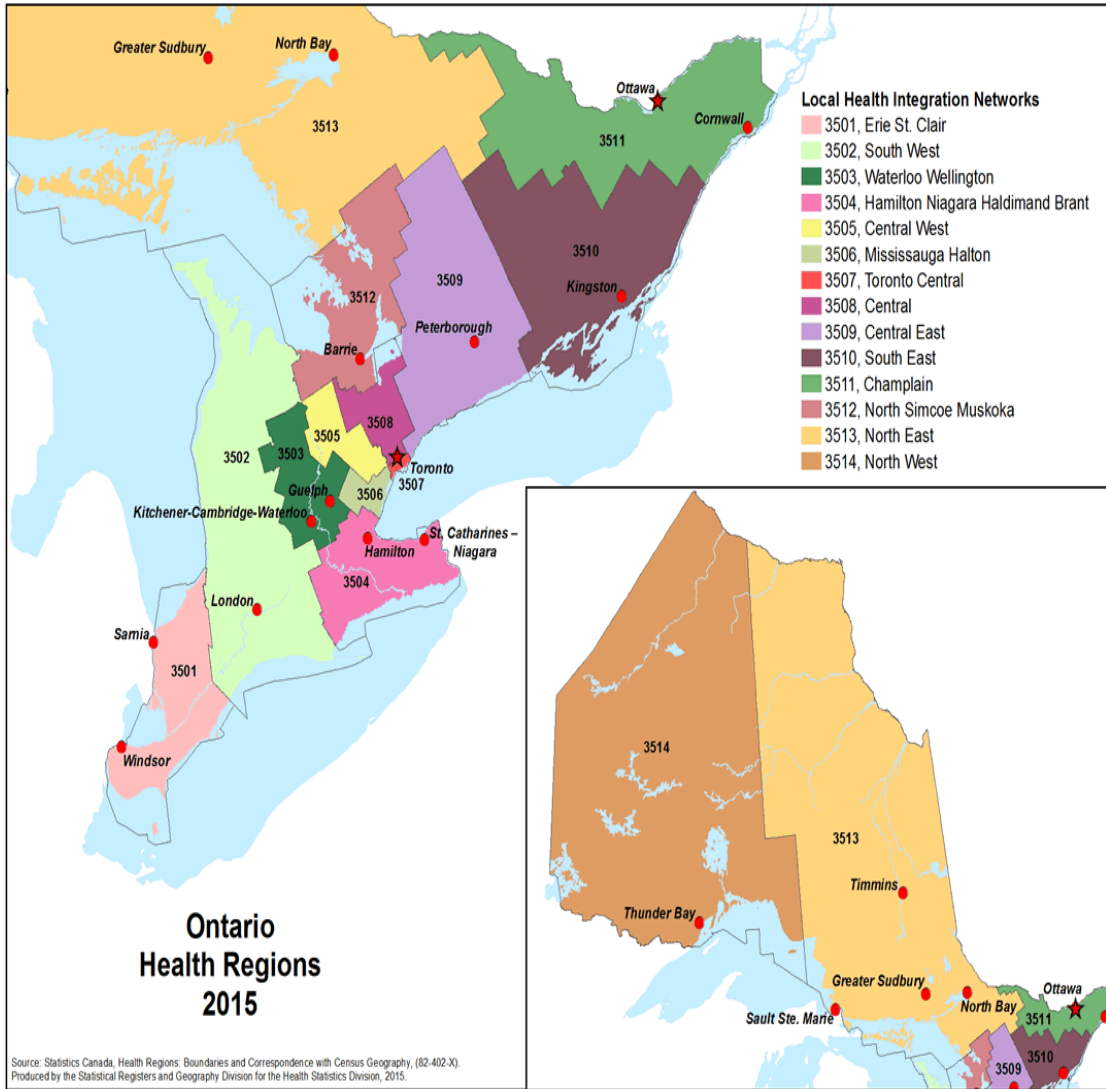 Greater Sudbury
North Bay
3513
Ottawa
Cornwall
3511
3510
Kingston
3509
Peterborough
3512
Barrie
3508
3505
3503
3502
Toronto
3507
3506
Guelph
Kitchener-Cambridge-Waterloo
Hamilton
St. Catharines –
Niagara
3504
London
Sarnia
3501
Windsor
Local Health Integration Networks
3501, Erie St. Clair
3502, South West
3503, Waterloo Wellington
3504, Hamilton Niagara Haldimand Brant
3505, Central West
3506, Mississauga Halton
3507, Toronto Central
3508, Central
3509, Central East
3510, South East
3511, Champlain
3512, North Simcoe Muskoka
3513, North East
3514, North West
3514
3513
Timmins
Thunder Bay
Greater Sudbury
North Bay
Ottawa
Sault Ste. Marie
3511
3510
3509
Ontario
Health Regions
2015
Source: Statistics Canada, Health Regions: Boundaries and Correspondence with Census Geography, (82-402-X).
Produced by the Statistical Registers and Geography Division for the Health Statistics Division, 2015.